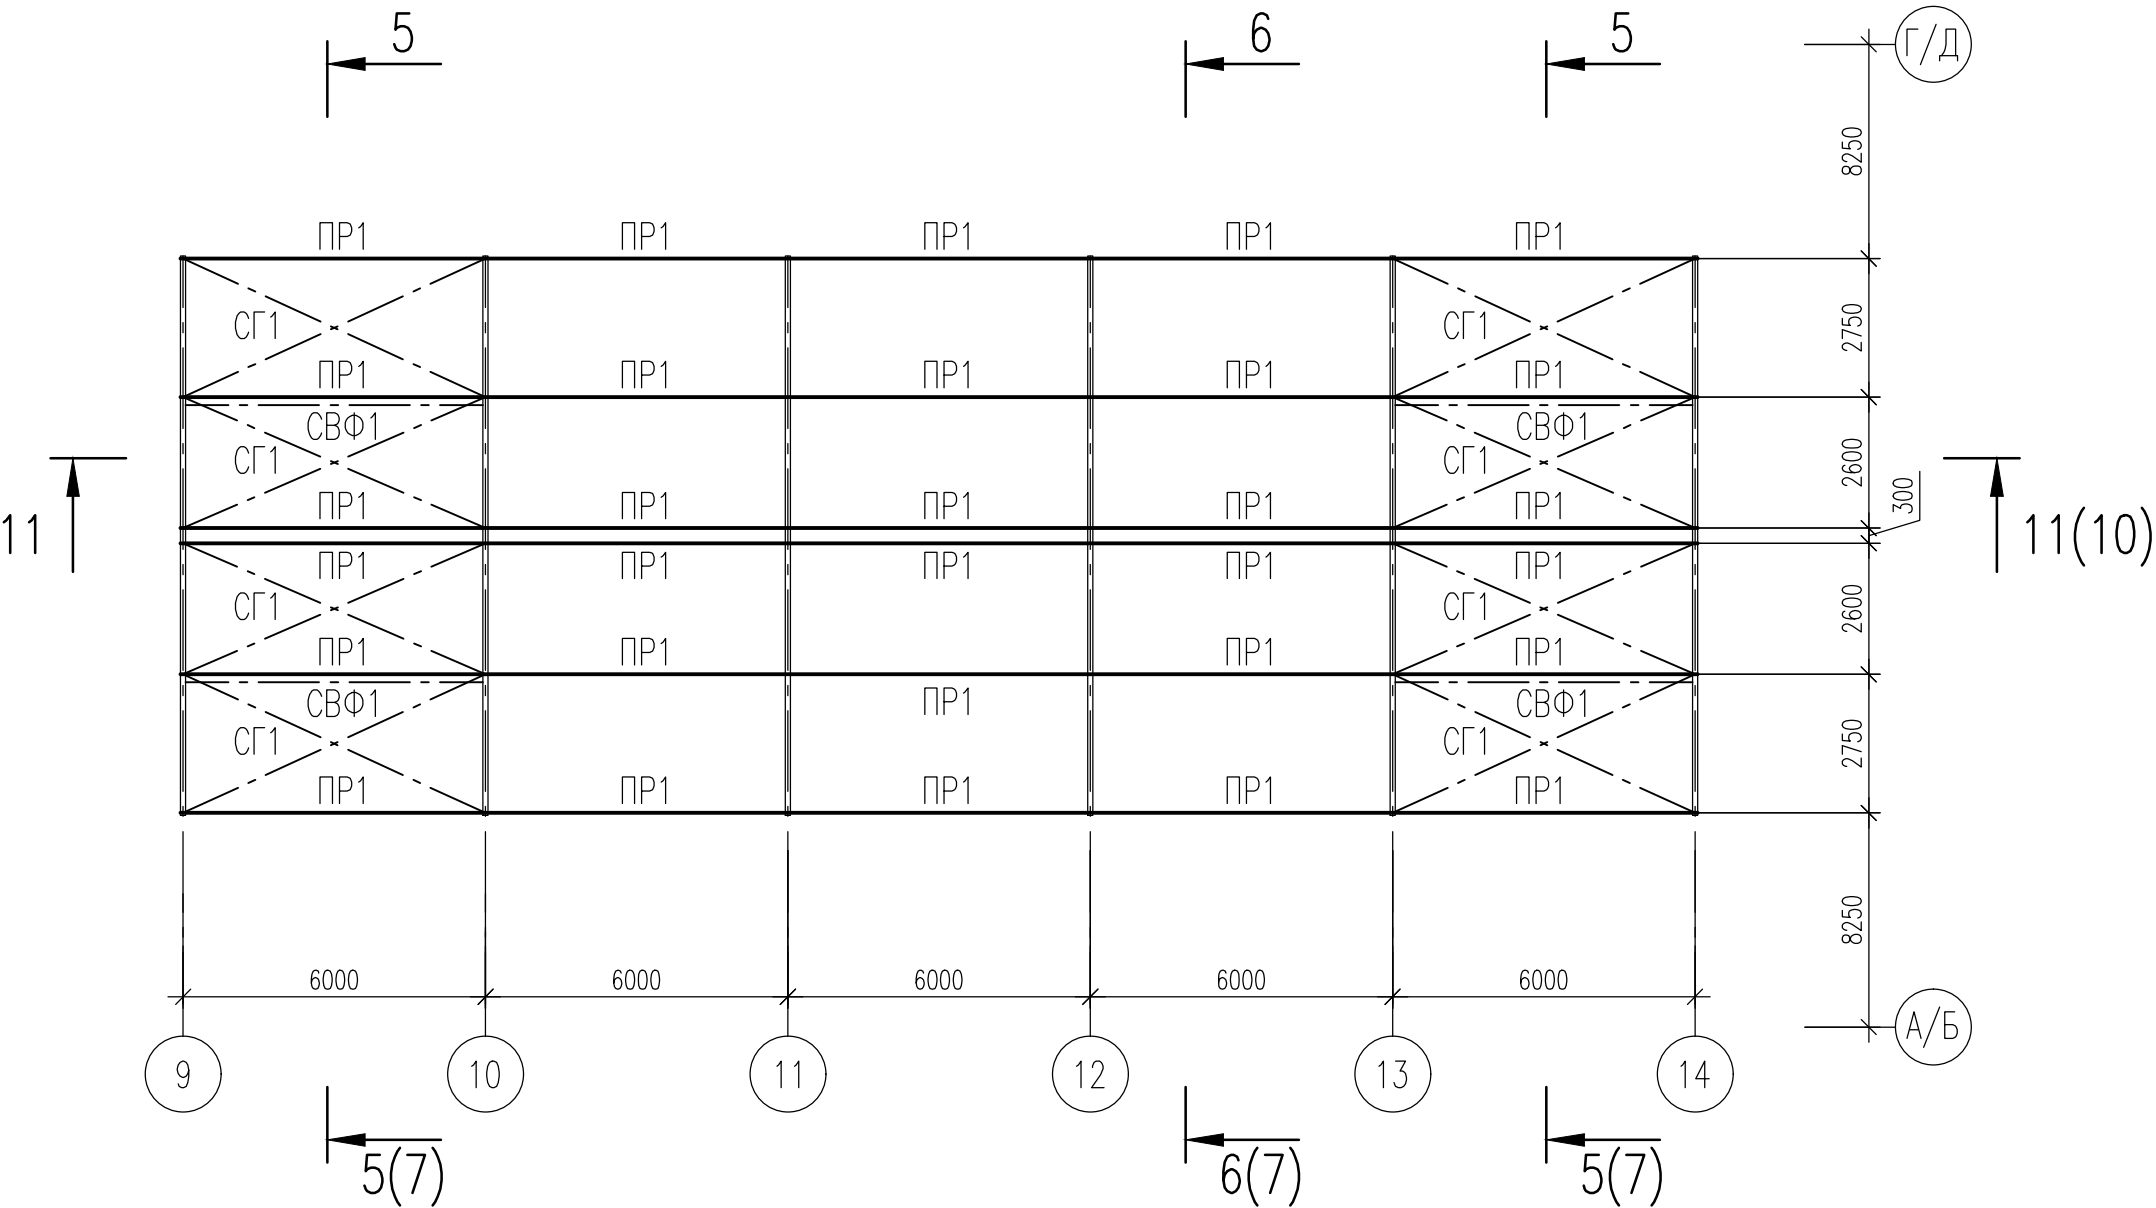 5 6 5
Г/Д
8250
ПР1 ПР1 ПР1 ПР1 ПР1
СГ1 СГ1
2750
ПР1 ПР1 ПР1 ПР1 ПР1
СВФ1 СВФ1
СГ1 СГ1
2600
ПР1 ПР1 ПР1 ПР1 ПР1
300
11 11(10)
ПР1 ПР1 ПР1 ПР1 ПР1
СГ1 СГ1
2600
ПР1 ПР1 ПР1 ПР1
СВФ1 ПР1 СВФ1
СГ1 СГ1
2750
ПР1 ПР1 ПР1 ПР1 ПР1
8250
6000 6000 6000 6000 6000
А/Б
9 10 11 12 13 14
5(7) 6(7) 5(7)